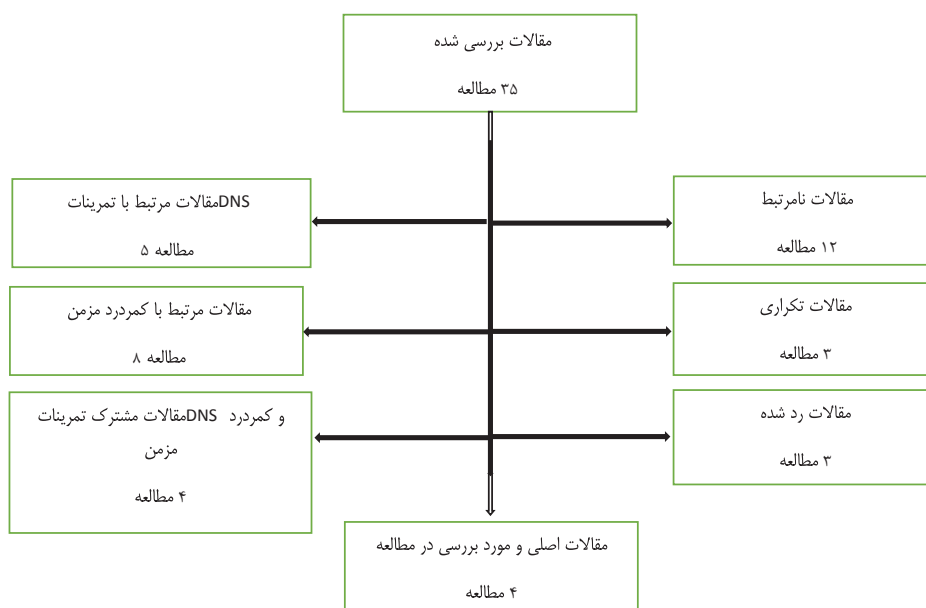 مقالات بررسی شده
۳۵ مطالعه
مقالات نامرتبط
۱۲ مطالعه
DNSمقالات مرتبط با تمرینات
مطالعه ۵
مقالات تکراری
۳ مطالعه
مقالات مرتبط با کمردرد مزمن
مطالعه ۸
مقالات رد شده
۳ مطالعه
و کمردرد DNSمقالات مشترک تمرینات
مزمن
۴ مطالعه
مقالات اصلی و مورد بررسی در مطالعه
۴ مطالعه